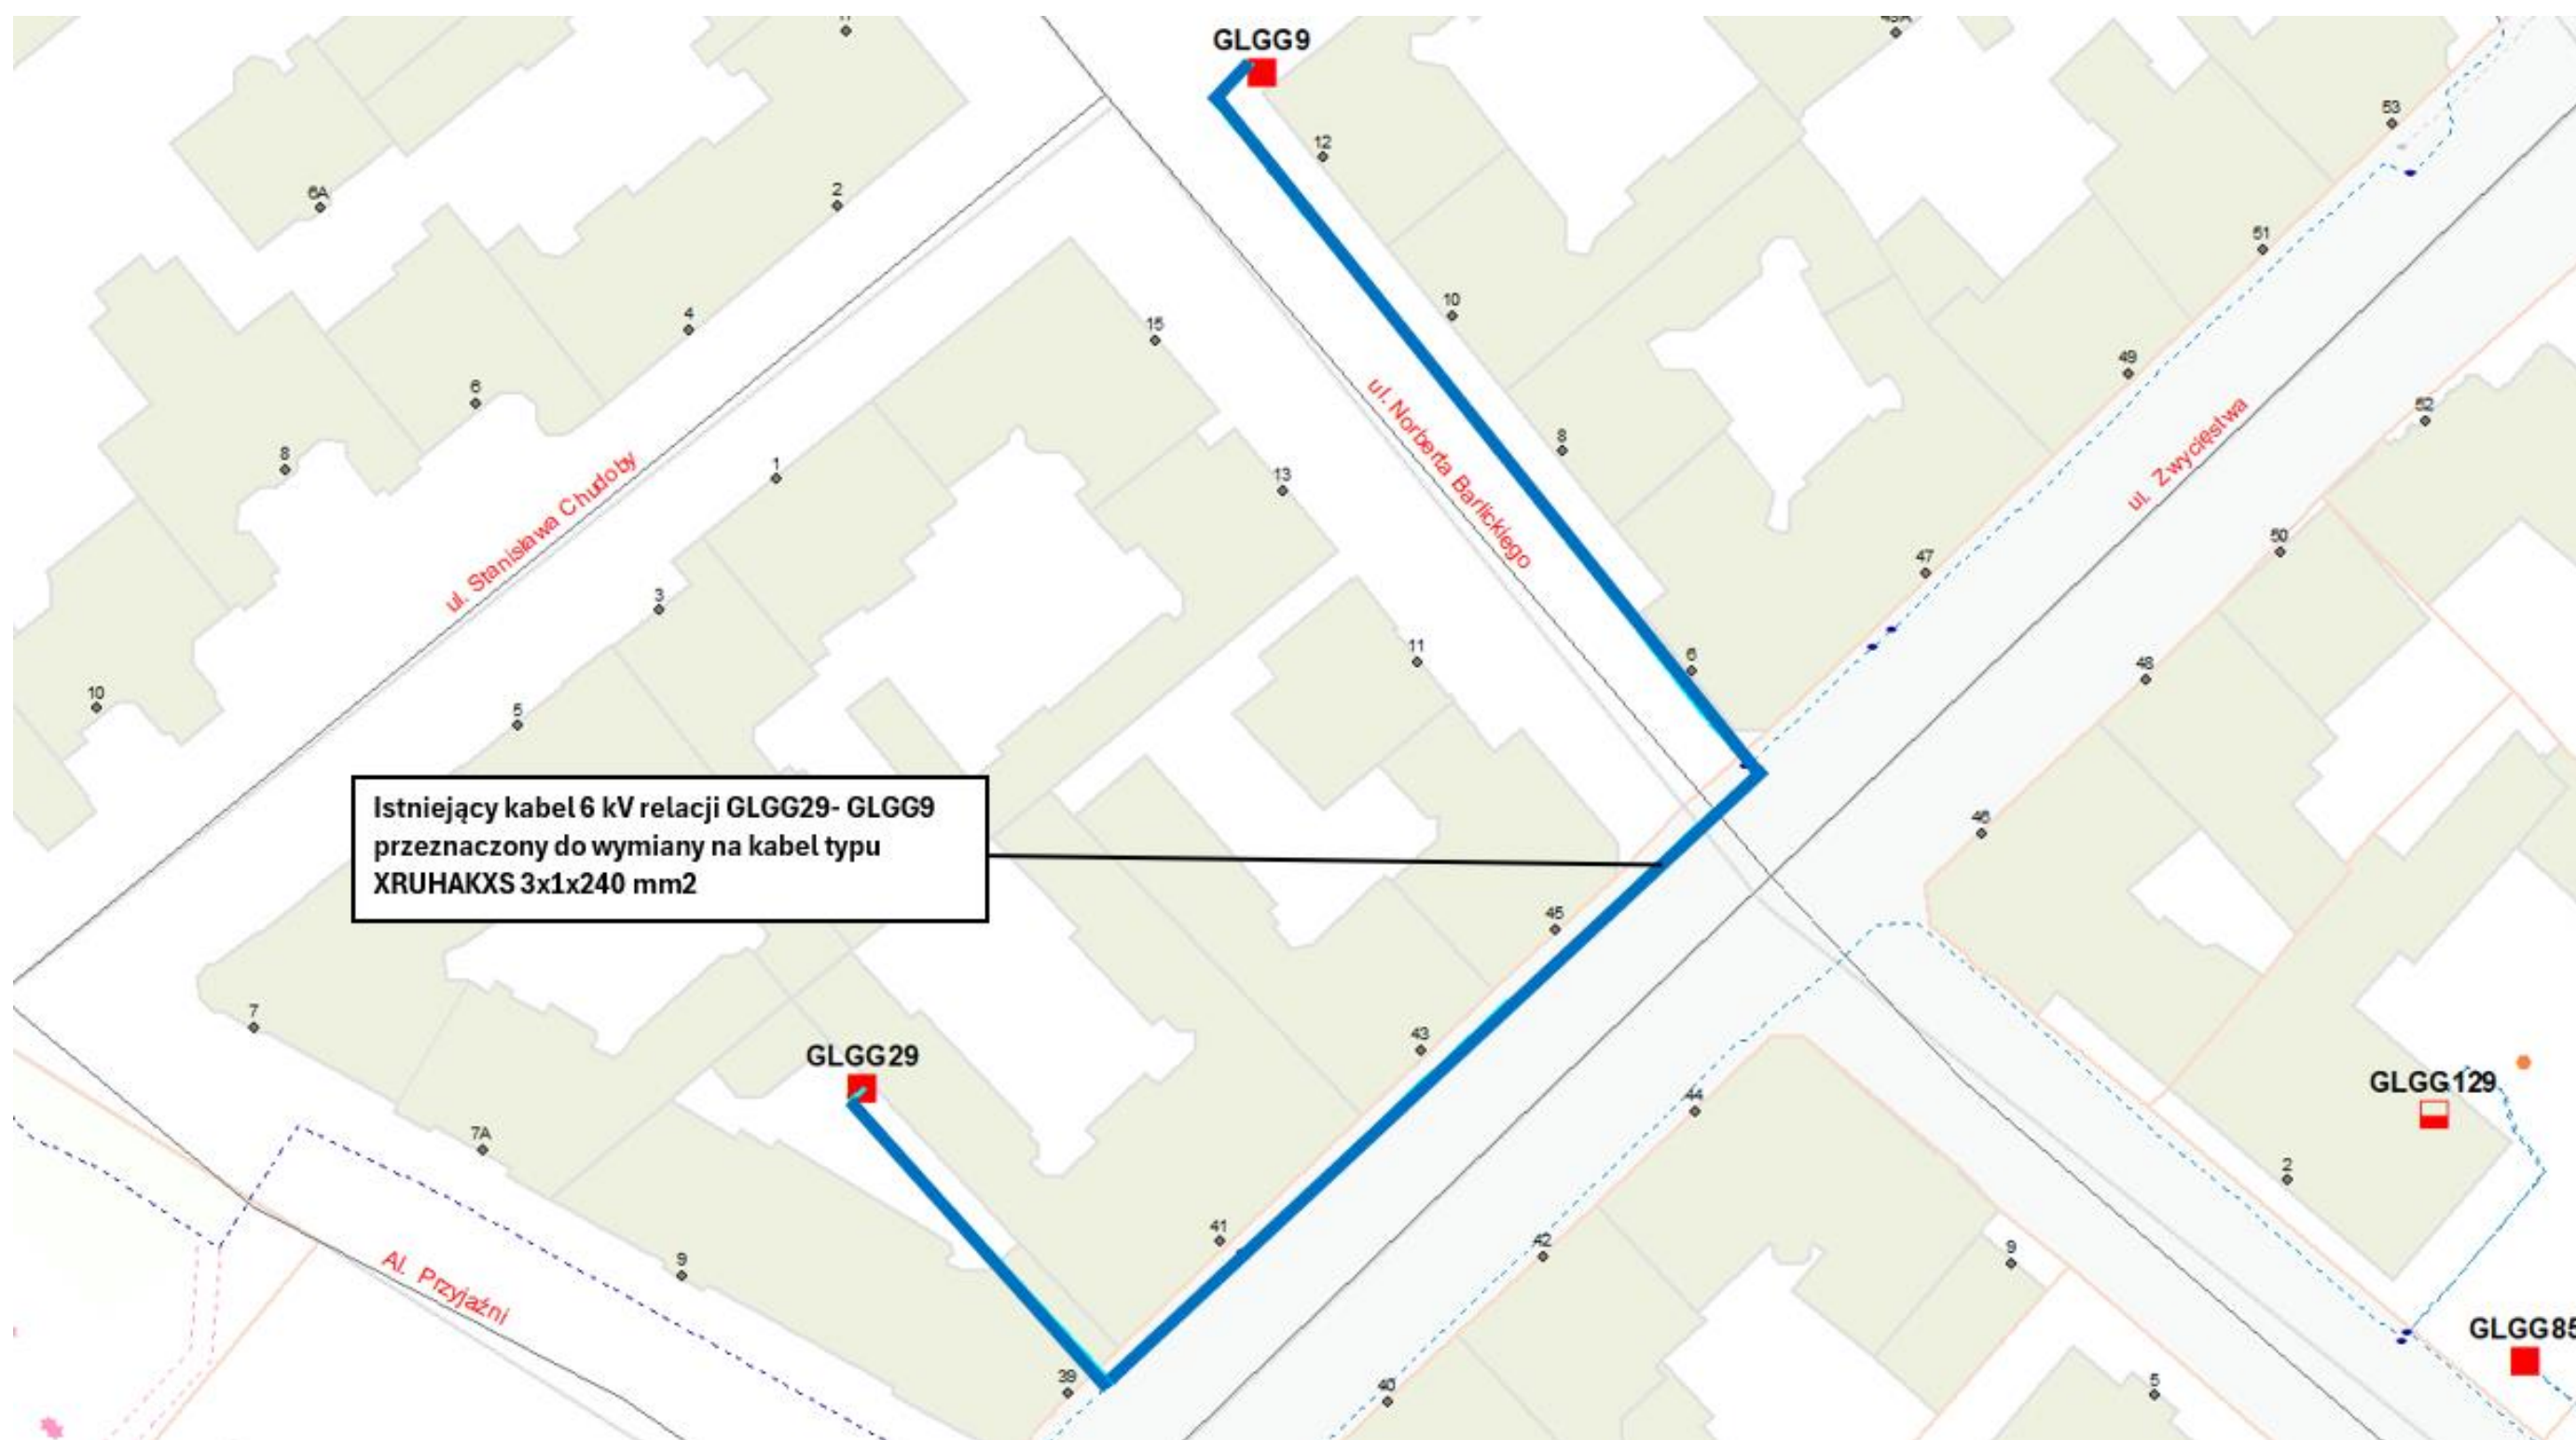 GLGG9
49A
53
12
6A
2
51
10
4
15
49
6
52
8
8
1
13
ul. Norberta Barlickiego
ul. Zwycięstwa
ul. Stanisława Chudoby
50
47
3
11
6
48
10
5
Istniejący kabel 6 kV relacji GLGG29- GLGG9
przeznaczony do wymiany na kabel typu
XRUHAKXS 3x1x240 mm2
46
45
7
43
GLGG29
GLGG129
44
7A
2
41
42
9
9
Al. Przyjaźni
GLGG85
39
40
5